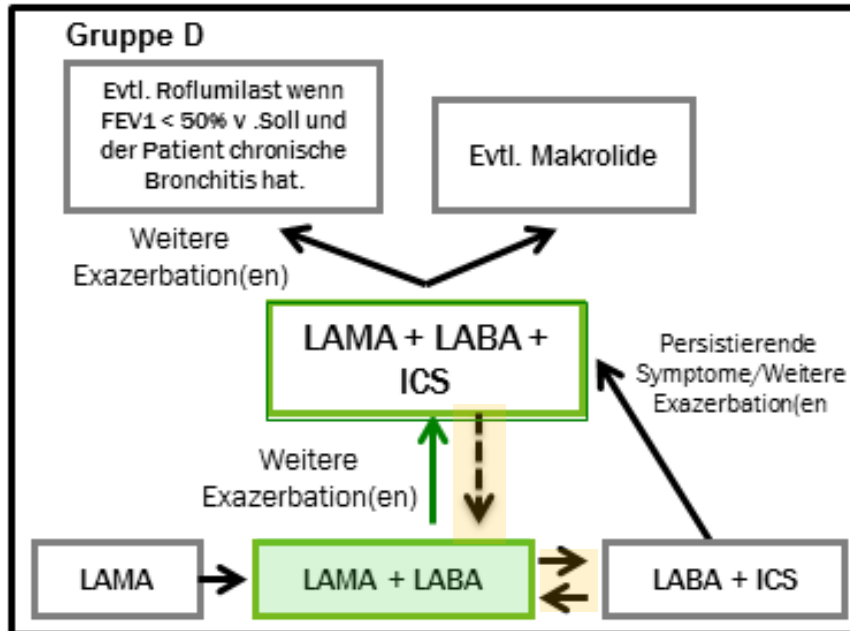 Gruppe D
Evtl. Roflumilast wenn
FEV1 < 50% v .Soll und
der Patient chronische
Bronchitis hat.
Evtl. Makrolide
Weitere
Exazerbation(en)
LAMA + LABA +
ICS
Persistierende
Symptome/Weitere
Exazerbation(en
Weitere
Exazerbation(en)
LAMA
LAMA + LABA
LABA + ICS